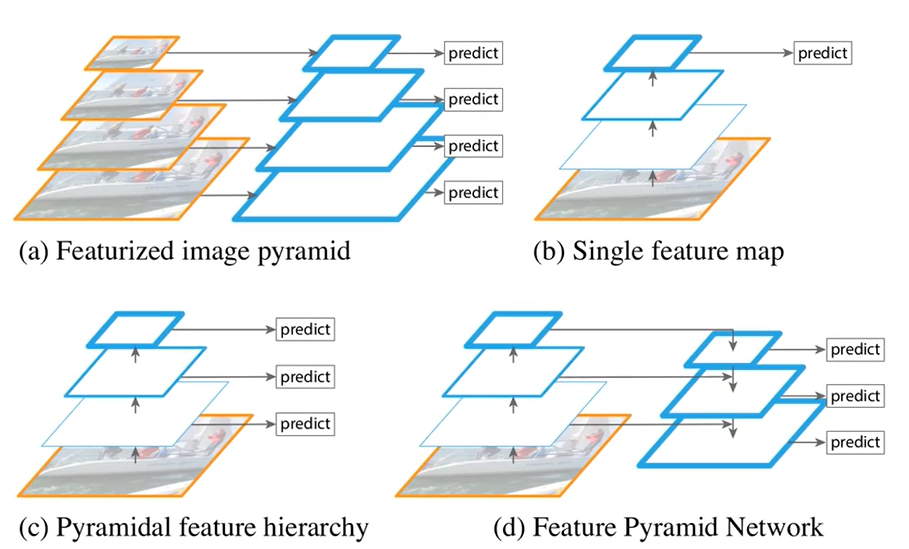 predict
predict
predict
predict
predict
(a) Featurized image pyramid
(b) Single feature map
predict
predict
predict
predict
predict
predict
(c) Pyramidal feature hierarchy
(d) Feature Pyramid Network